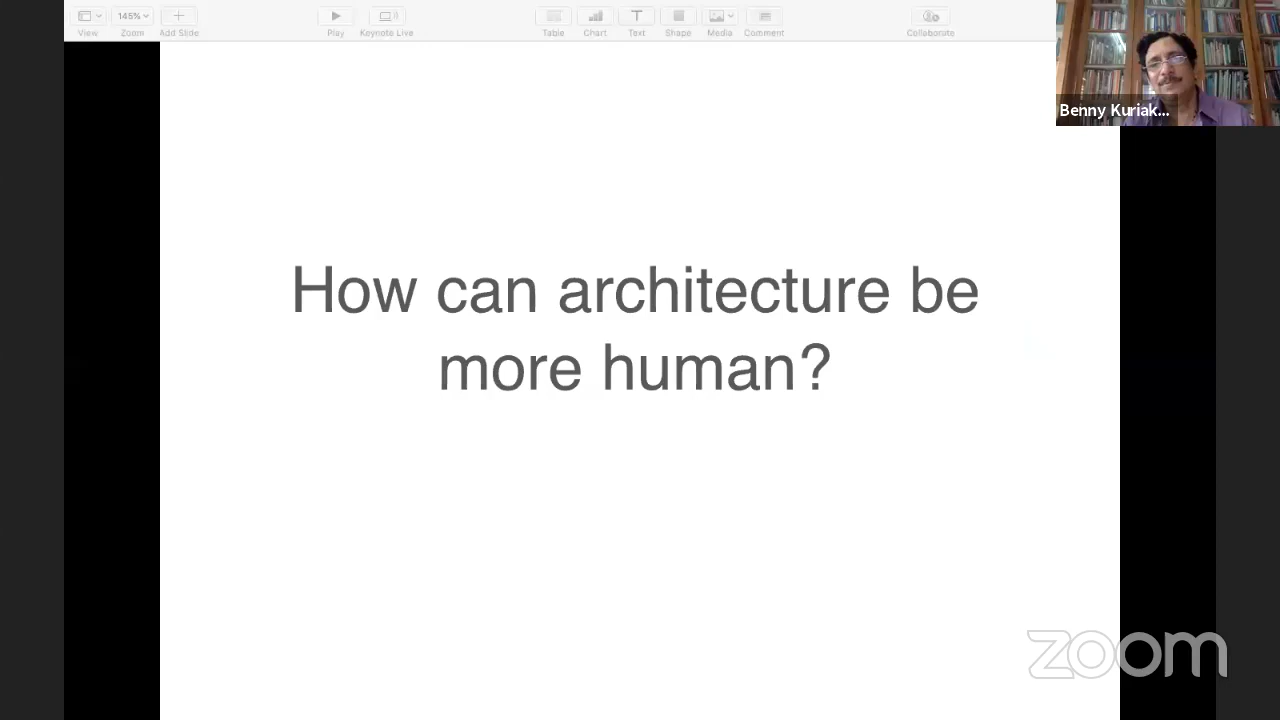 145%
View
Zoom
Add Slide
Play
Keynote Live
Table
Chart
Text
Shape
Media
Comment
Collaborate
Benny Kuriak...
How can architecture be
more human?
zoom